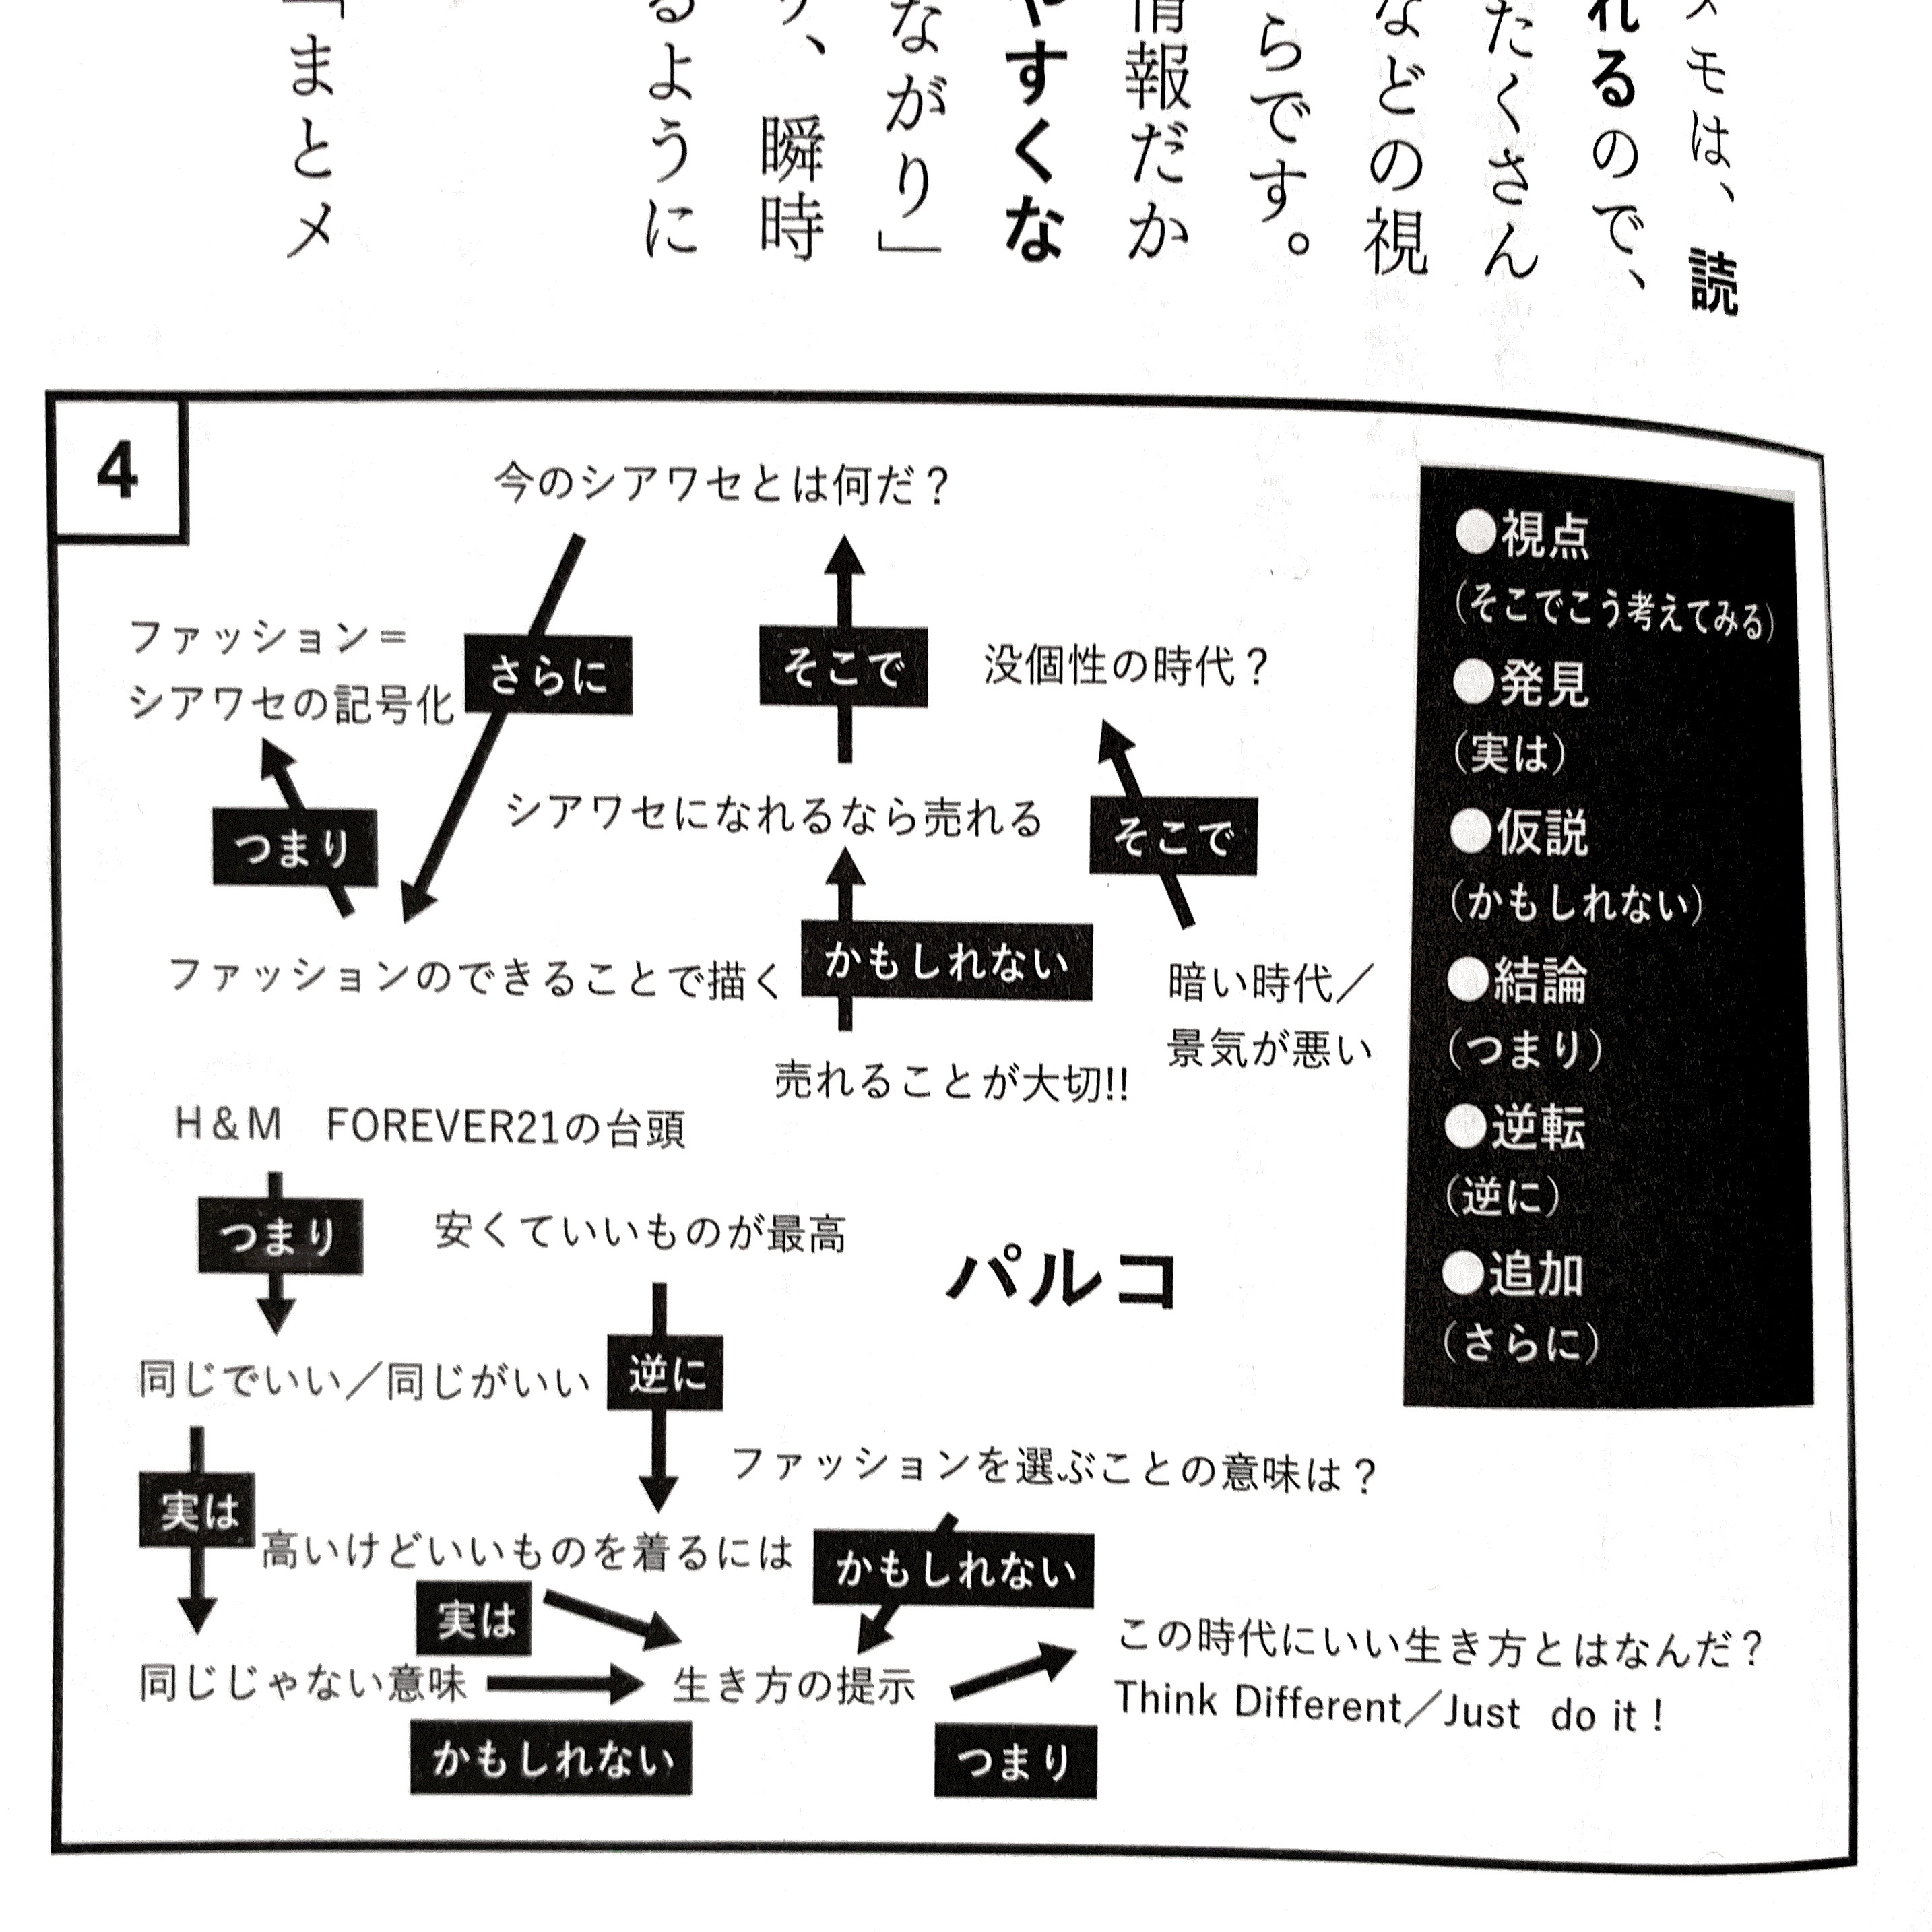 メモは、読
れるので、
たくさん
などの視
らです。
情報だか
やすくな
ながり」
、瞬時
るように
「まとメ
4
今のシアワセとは何だ？
さらに
そこで
ファッション＝
シアワセの記号化
没個性の時代？
つまり
シアワセになれるなら売れる
そこで
ファッションのできることで描く
かもしれない
暗い時代／
景気が悪い
売れることが大切!!
H＆M　FOREVER21の台頭
つまり
安くていいものが最高
パルコ
同じでいい／同じがいい
逆に
ファッションを選ぶことの意味は？
実は
高いけどいいものを着るには
かもしれない
実は
同じじゃない意味
生き方の提示
この時代にいい生き方とはなんだ？
Think Different／Just do it！
かもしれない
つまり
●視点
（そこでこう考えてみる）
●発見
（実は）
●仮説
（かもしれない）
●結論
（つまり）
●逆転
（逆に）
●追加
（さらに）